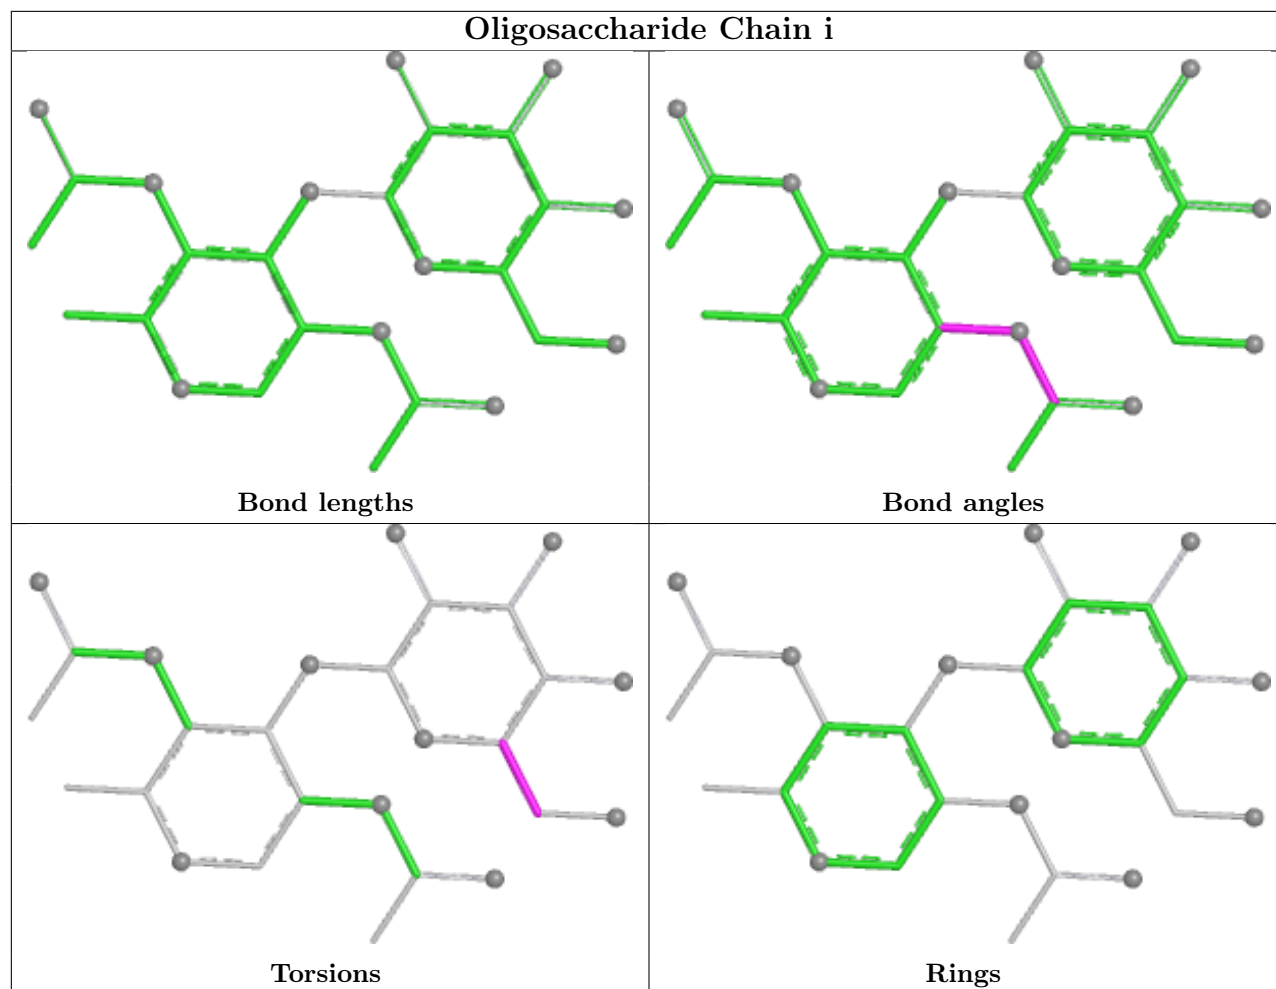 Oligosaccharide Chain i
Bond lengths
Bond angles
Torsions
Rings